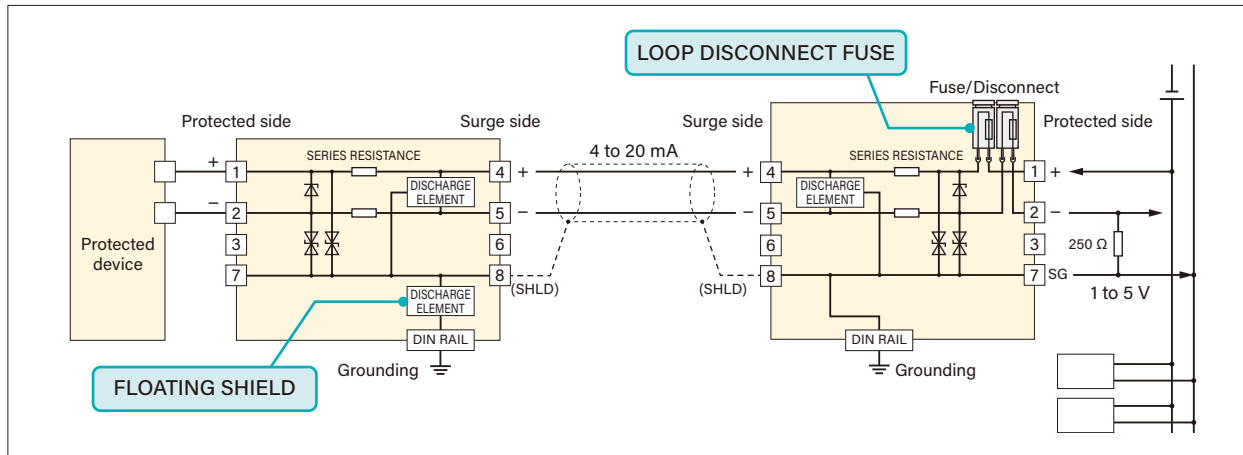 LOOP DISCONNECT FUSE
Fuse/Disconnect
Protected side
Surge side
Surge side
Protected side
SERIES RESISTANCE
4 to 20 mA
SERIES RESISTANCE
+
1
4
+
+
4
1
+
DISCHARGE
ELEMENT
DISCHARGE
ELEMENT
−
2
5
−
−
5
2
−
Protected
device
3
6
6
3
250 Ω
7
8
8
7
SG
(SHLD)
(SHLD)
1 to 5 V
DISCHARGE
ELEMENT
DIN RAIL
DIN RAIL
Grounding
Grounding
FLOATING SHIELD